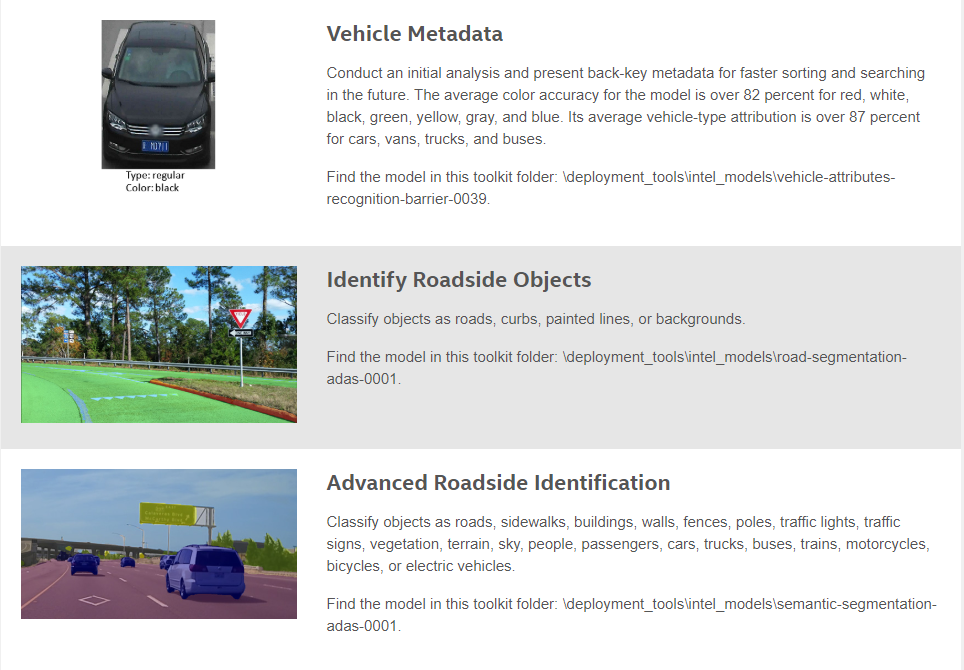 Vehicle Metadata
Conduct an initial analysis and present back-key metadata for faster sorting and searching
in the future. The average color accuracy for the model is over 82 percent for red, white,
black, green, yellow, gray, and blue. Its average vehicle-type attribution is over 87 percent
for cars, vans, trucks, and buses.
Find the model in this toolkit folder: \deployment_tools\intel_models\vehicle-attributes-
recognition-barrier-0039.
Type: regular
Color: black
Identify Roadside Objects
Classify objects as roads, curbs, painted lines, or backgrounds.
Find the model in this toolkit folder: \deployment_tools\intel_models\road-segmentation-
adas-0001.
Advanced Roadside Identification
Classify objects as roads, sidewalks, buildings, walls, fences, poles, traffic lights, traffic
signs, vegetation, terrain, sky, people, passengers, cars, trucks, buses, trains, motorcycles,
bicycles, or electric vehicles.
Find the model in this toolkit folder: \deployment_tools\intel_models\semantic-segmentation-
adas-0001.